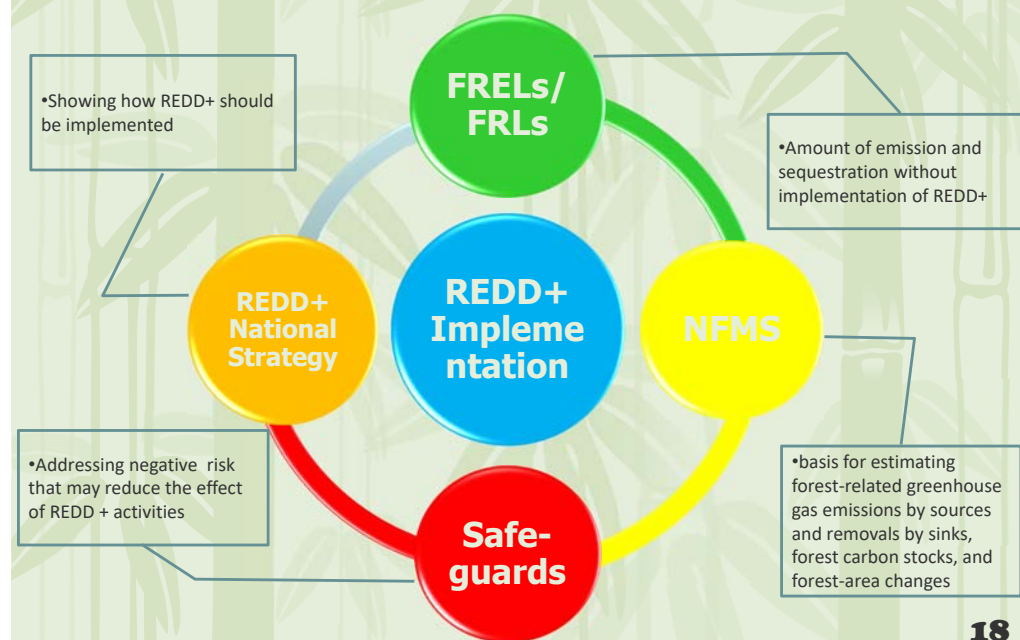 FRELs/
FRLs
•Showing how REDD+ should
be implemented
•Amount of emission and
sequestration without
implementation of REDD+
REDD+
National
Strategy
REDD+
Impleme
ntation
NFMS
•Addressing negative risk
that may reduce the effect
of REDD + activities
•basis for estimating
forest-related greenhouse
gas emissions by sources
and removals by sinks,
forest carbon stocks, and
forest-area changes
Safe-
guards
18